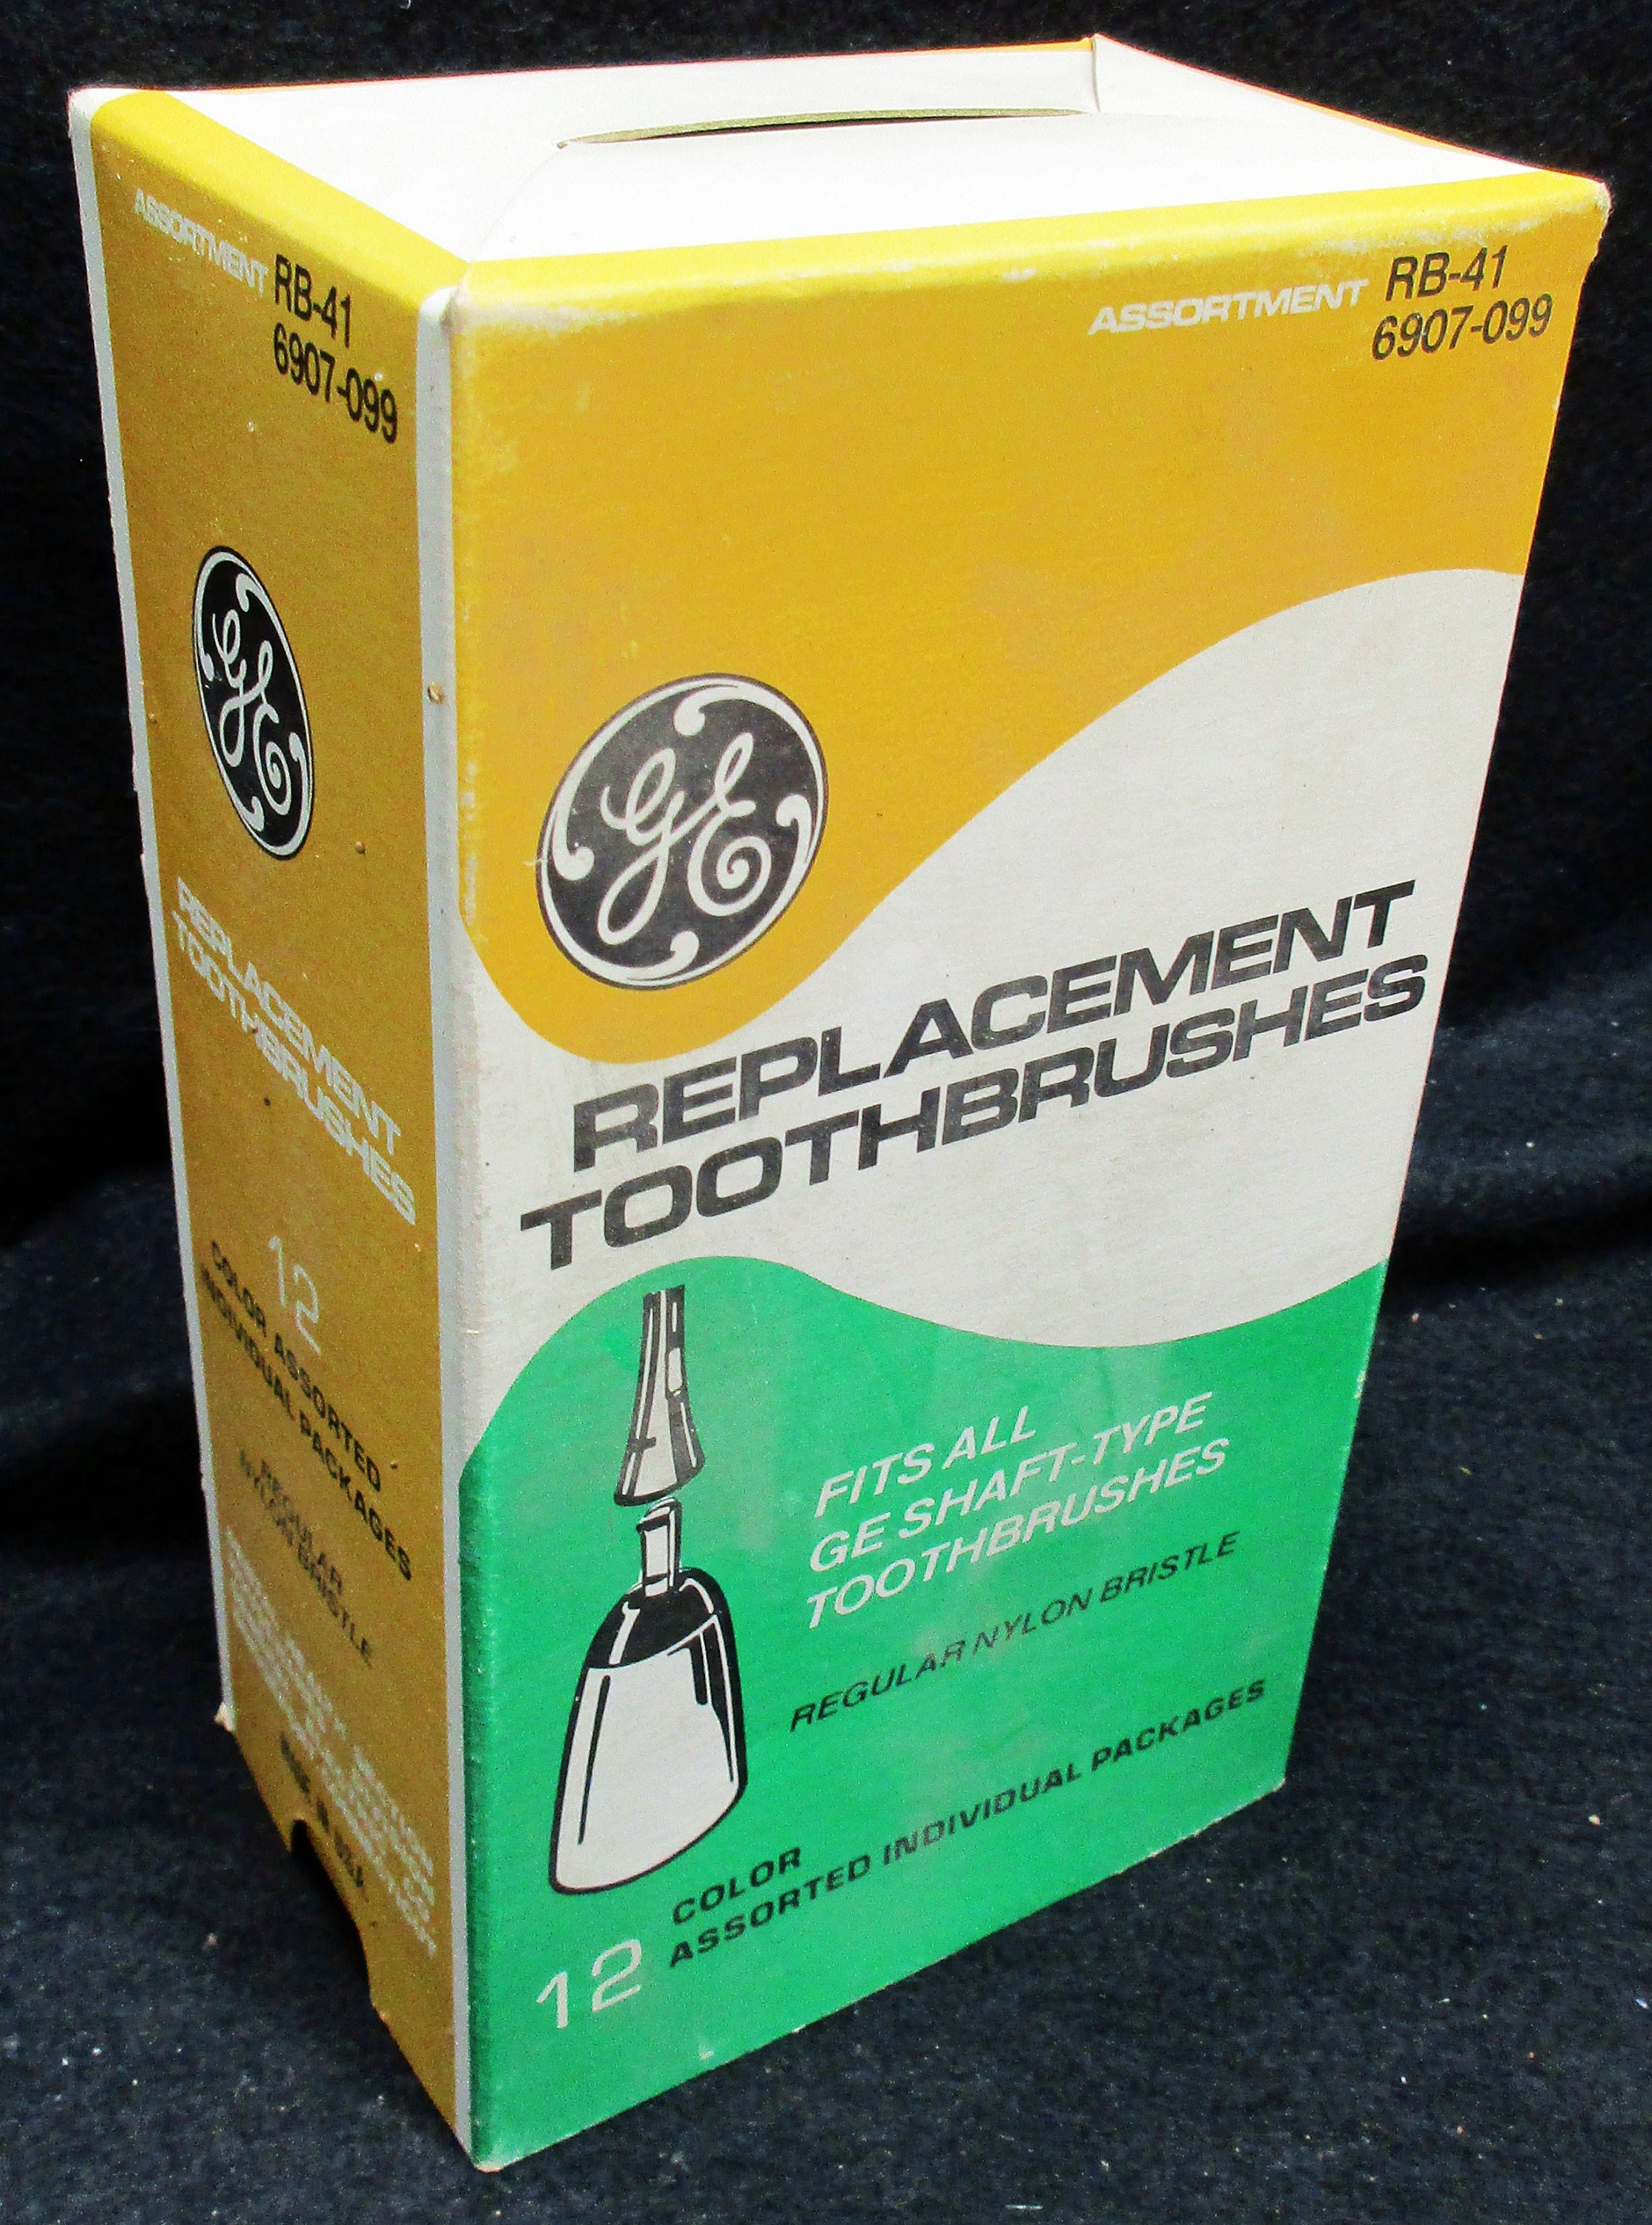 ASSORTMENT RB-41
6907-099
GE
REPLACEMENT
TOOTHBRUSHES
12
COLOR ASSORTED
INDIVIDUAL PACKAGES
REGULAR
NYLON BRISTLE
MADE IN U.S.A.
ASSORTMENT RB-41
6907-099
GE
REPLACEMENT
TOOTHBRUSHES
FITS ALL
GE SHAFT-TYPE
TOOTHBRUSHES
REGULAR NYLON BRISTLE
12 COLOR
ASSORTED INDIVIDUAL PACKAGES